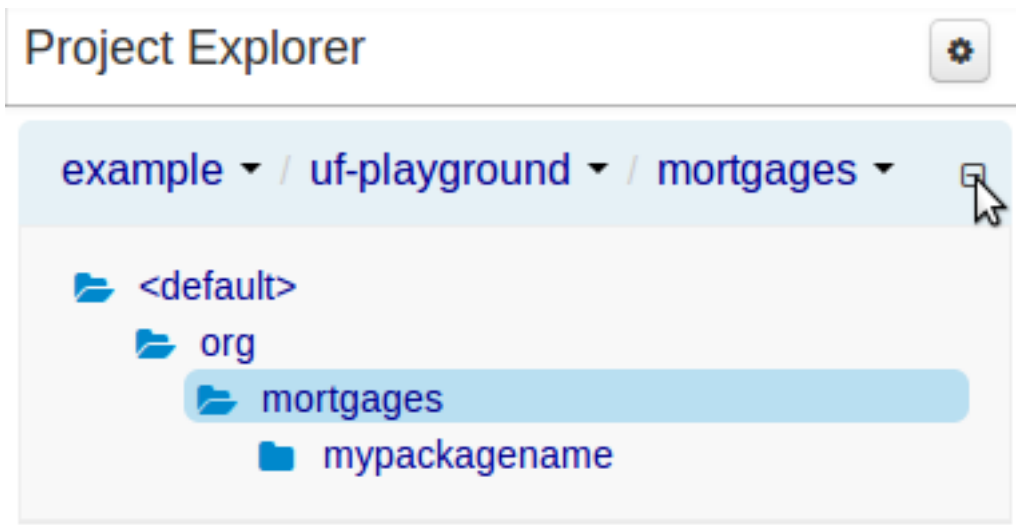 Project Explorer
example / uf-playground / mortgages
<default>
org
mortgages
mypackagename